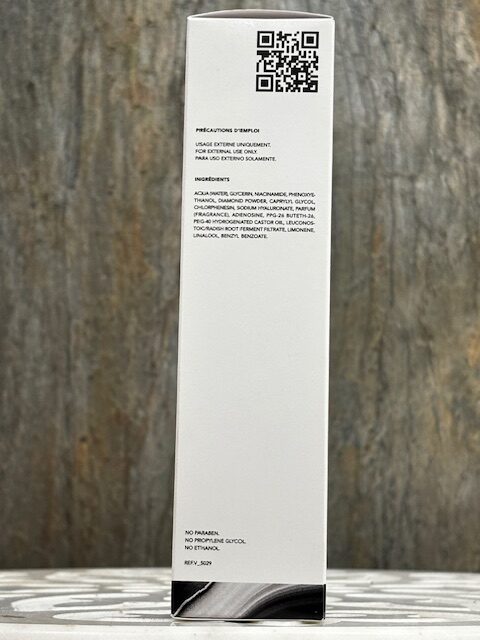 PRÉCAUTIONS D'EMPLOI
USAGE EXTERNE UNIQUEMENT.
FOR EXTERNAL USE ONLY.
PARA USO EXTERNO SOLAMENTE.
INGRÉDIENTS
AQUA (WATER), GLYCERIN, NIACINAMIDE, PHENOXYE-
THANOL, DIAMOND POWDER, CAPRYLYL GLYCOL,
CHLORPHENESIN, SODIUM HYALURONATE, PARFUM
(FRAGRANCE), ADENOSINE, PPG-26 BUTETH-26,
PEG-40 HYDROGENATED CASTOR OIL, LEUCONOS-
TOC/RADISH ROOT FERMENT FILTRATE, LIMONENE,
LINALOOL, BENZYL BENZOATE.
NO PARABEN.
NO PROPYLENE GLYCOL.
NO ETHANOL.
REF.V_5029